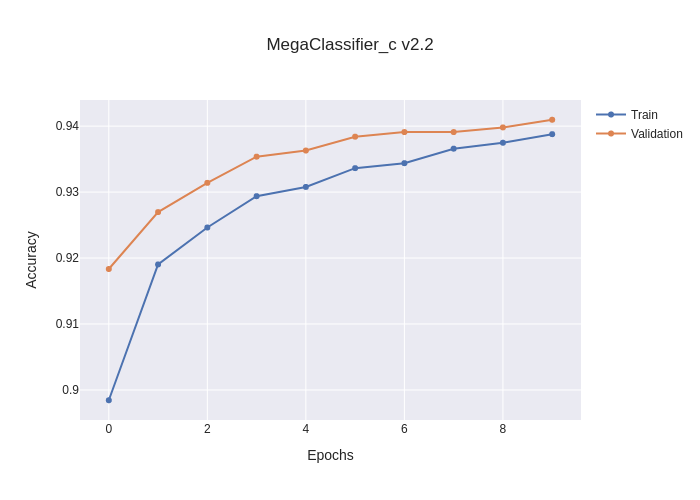 MegaClassifier_c v2.2
Train
Validation
0.94
0.93
0.92
0.91
0.9
Accuracy
0 2 4 6 8
Epochs